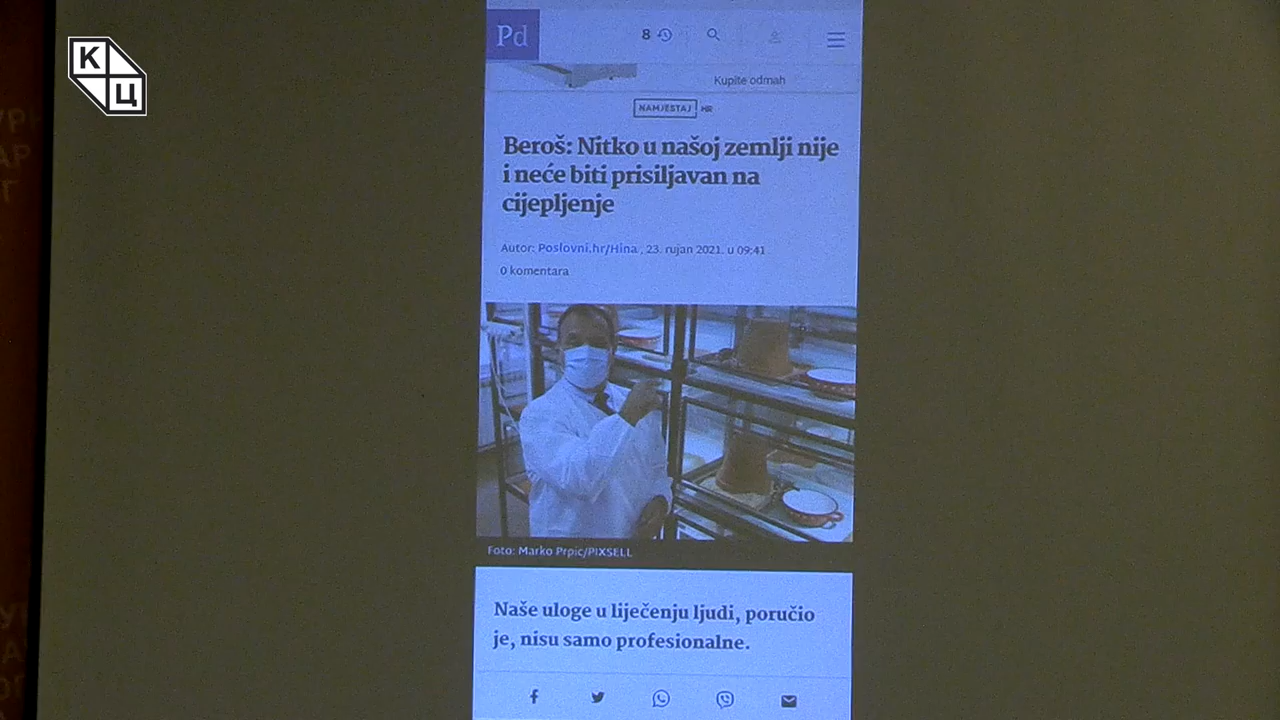 К
Ц
Pd
8
Kupite odmah
NAMJESTAJ HR
Beroš: Nitko u našoj zemlji nije
i neće biti prisiljavan na
cijepljenje
Autor: Poslovni.hr/Hina , 23. rujan 2021. u 09:41
0 komentara
Foto: Marko Prpic/PIXSELL
Naše uloge u liječenju ljudi, poručio
je, nisu samo profesionalne.